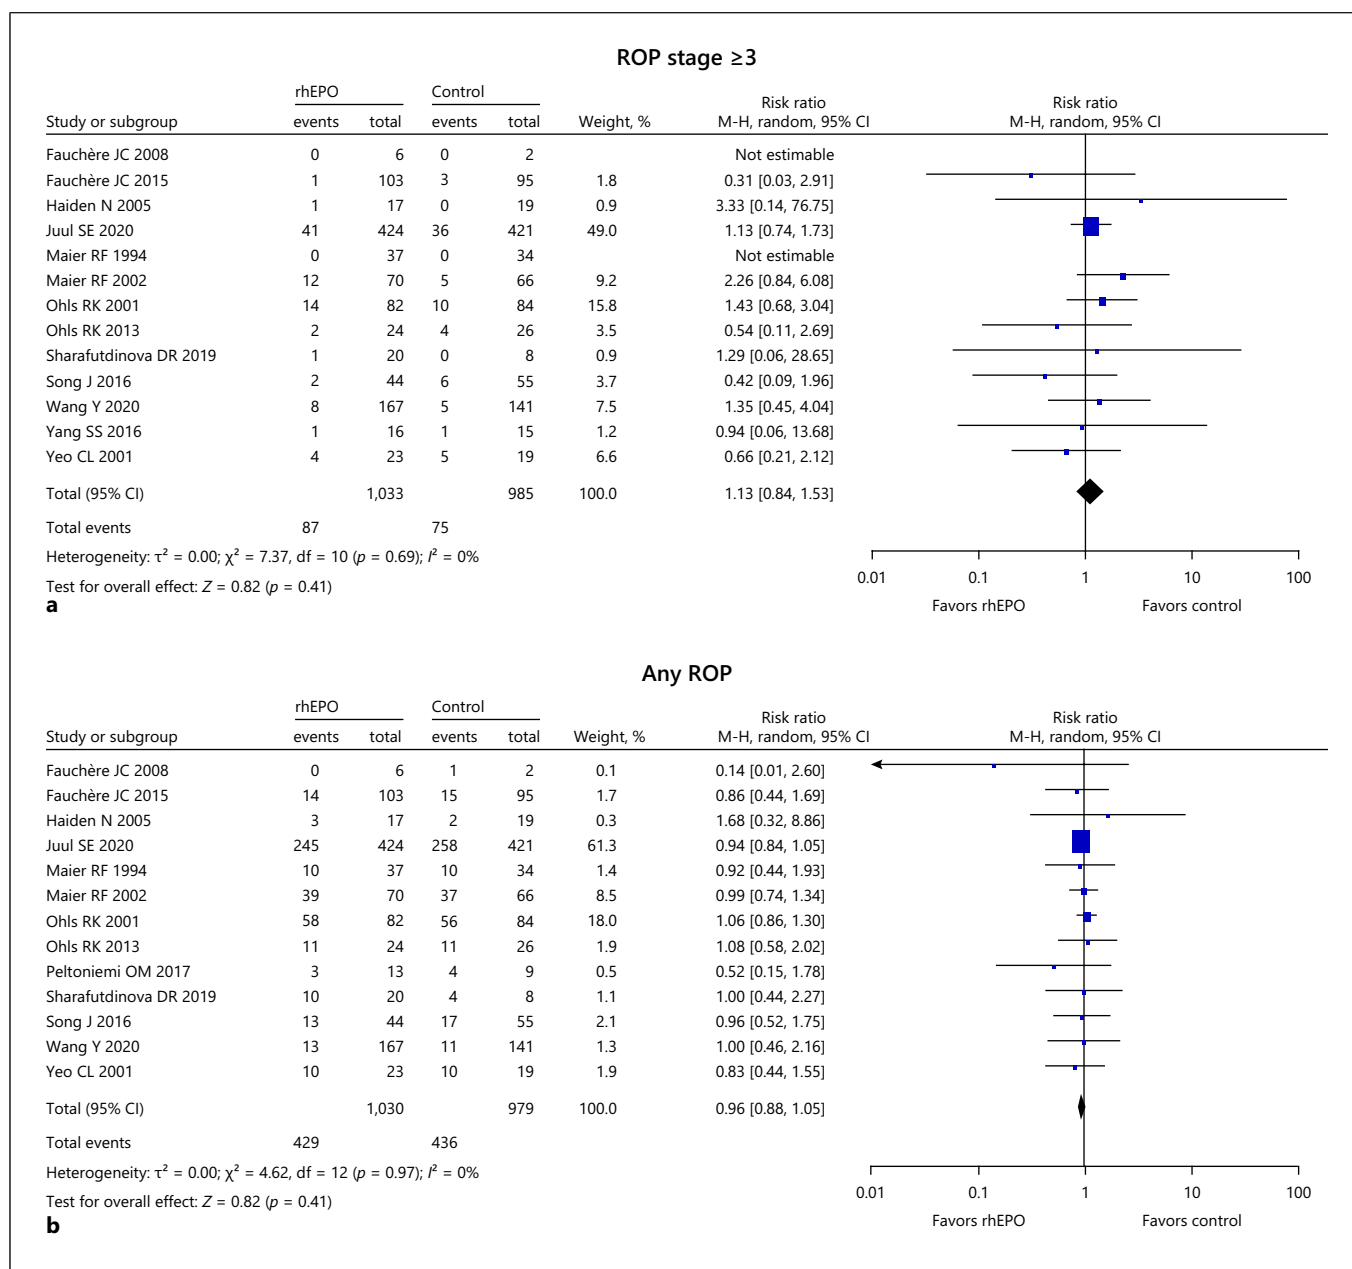 ROP stage ≥3
rhEPO Control
Risk ratio Risk ratio
Study or subgroup events total events total Weight, % M-H, random, 95% CI M-H, random, 95% CI
Fauchère JC 2008 0 6 0 2 Not estimable
Fauchère JC 2015 1 103 3 95 1.8 0.31 [0.03, 2.91]
Haiden N 2005 1 17 0 19 0.9 3.33 [0.14, 76.75]
Juul SE 2020 41 424 36 421 49.0 1.13 [0.74, 1.73]
Maier RF 1994 0 37 0 34 Not estimable
Maier RF 2002 12 70 5 66 9.2 2.26 [0.84, 6.08]
Ohls RK 2001 14 82 10 84 15.8 1.43 [0.68, 3.04]
Ohls RK 2013 2 24 4 26 3.5 0.54 [0.11, 2.69]
Sharafutdinova DR 2019 1 20 0 8 0.9 1.29 [0.06, 28.65]
Song J 2016 2 44 6 55 3.7 0.42 [0.09, 1.96]
Wang Y 2020 8 167 5 141 7.5 1.35 [0.45, 4.04]
Yang SS 2016 1 16 1 15 1.2 0.94 [0.06, 13.68]
Yeo CL 2001 4 23 5 19 6.6 0.66 [0.21, 2.12]
Total (95% CI) 1,033 985 100.0 1.13 [0.84, 1.53]
Total events 87 75
Heterogeneity: τ² = 0.00; χ² = 7.37, df = 10 (p = 0.69); I² = 0%
Test for overall effect: Z = 0.82 (p = 0.41)
0.01 0.1 1 10 100
Favors rhEPO Favors control
a
Any ROP
rhEPO Control
Risk ratio Risk ratio
Study or subgroup events total events total Weight, % M-H, random, 95% CI M-H, random, 95% CI
Fauchère JC 2008 0 6 1 2 0.1 0.14 [0.01, 2.60]
Fauchère JC 2015 14 103 15 95 1.7 0.86 [0.44, 1.69]
Haiden N 2005 3 17 2 19 0.3 1.68 [0.32, 8.86]
Juul SE 2020 245 424 258 421 61.3 0.94 [0.84, 1.05]
Maier RF 1994 10 37 10 34 1.4 0.92 [0.44, 1.93]
Maier RF 2002 39 70 37 66 8.5 0.99 [0.74, 1.34]
Ohls RK 2001 58 82 56 84 18.0 1.06 [0.86, 1.30]
Ohls RK 2013 11 24 11 26 1.9 1.08 [0.58, 2.02]
Peltoniemi OM 2017 3 13 4 9 0.5 0.52 [0.15, 1.78]
Sharafutdinova DR 2019 10 20 4 8 1.1 1.00 [0.44, 2.27]
Song J 2016 13 44 17 55 2.1 0.96 [0.52, 1.75]
Wang Y 2020 13 167 11 141 1.3 1.00 [0.46, 2.16]
Yeo CL 2001 10 23 10 19 1.9 0.83 [0.44, 1.55]
Total (95% CI) 1,030 979 100.0 0.96 [0.88, 1.05]
Total events 429 436
Heterogeneity: τ² = 0.00; χ² = 4.62, df = 12 (p = 0.97); I² = 0%
Test for overall effect: Z = 0.82 (p = 0.41)
0.01 0.1 1 10 100
Favors rhEPO Favors control
b